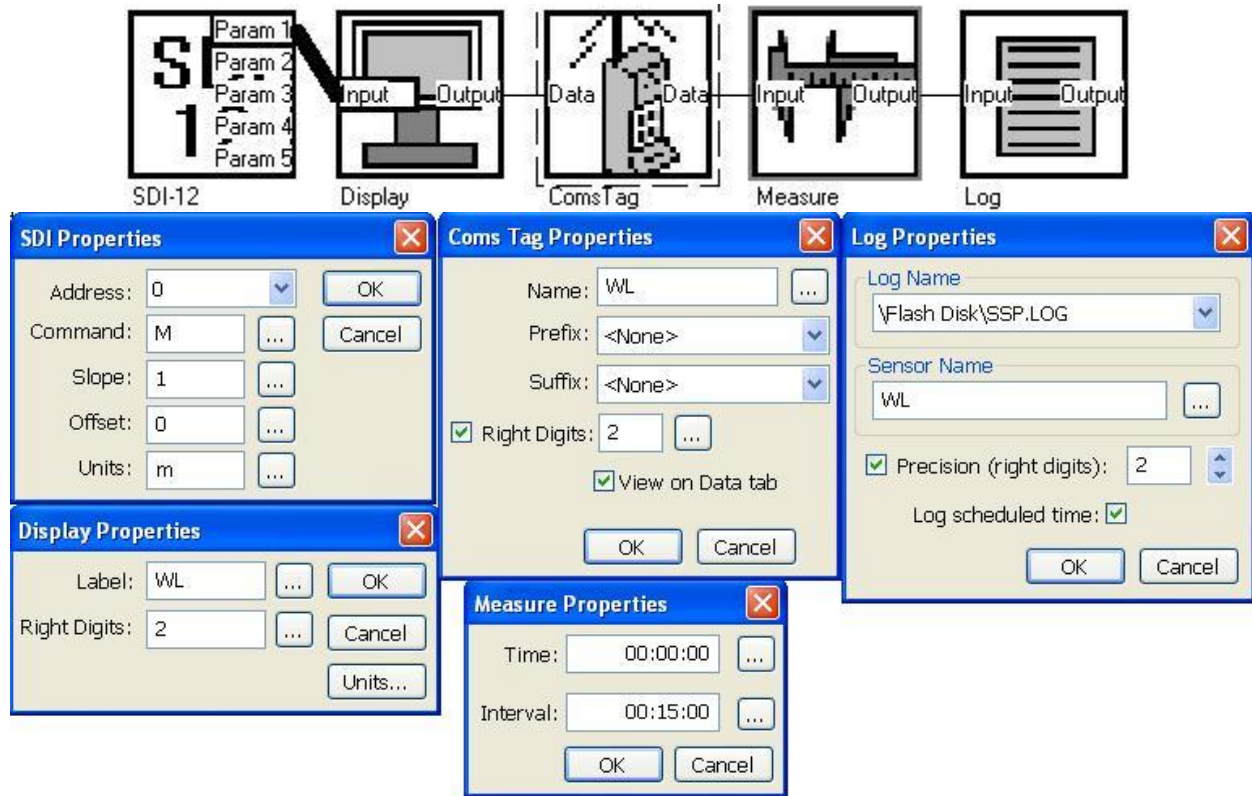 SDI
1
Param 1
Param 2
Param 3
Param 4
Param 5
SDI-12
Input Output
Display
Data Data
ComsTag
Input Output
Measure
Input Output
Log
SDI Properties
Address: 0
OK
Command: M ...
Cancel
Slope: 1 ...
Offset: 0 ...
Units: m ...
Display Properties
Label: WL ...
OK
Right Digits: 2 ...
Cancel
Units...
Coms Tag Properties
Name: WL ...
Prefix: <None>
Suffix: <None>
Right Digits: 2 ...
View on Data tab
OK Cancel
Measure Properties
Time: 00:00:00 ...
Interval: 00:15:00 ...
OK Cancel
Log Properties
Log Name
\Flash Disk\SSP.LOG
Sensor Name
WL ...
Precision (right digits): 2
Log scheduled time:
OK Cancel